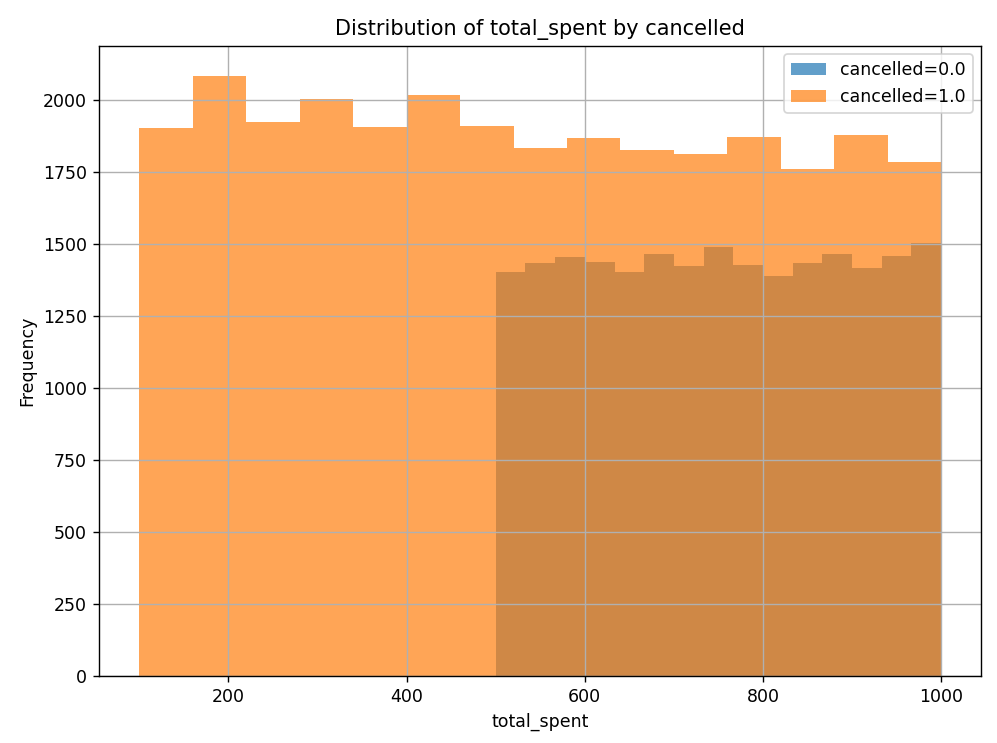 Distribution of total_spent by cancelled
cancelled=0.0
cancelled=1.0
2000
1750
1500
1250
1000
750
500
250
0
Frequency
200 400 600 800 1000
total_spent